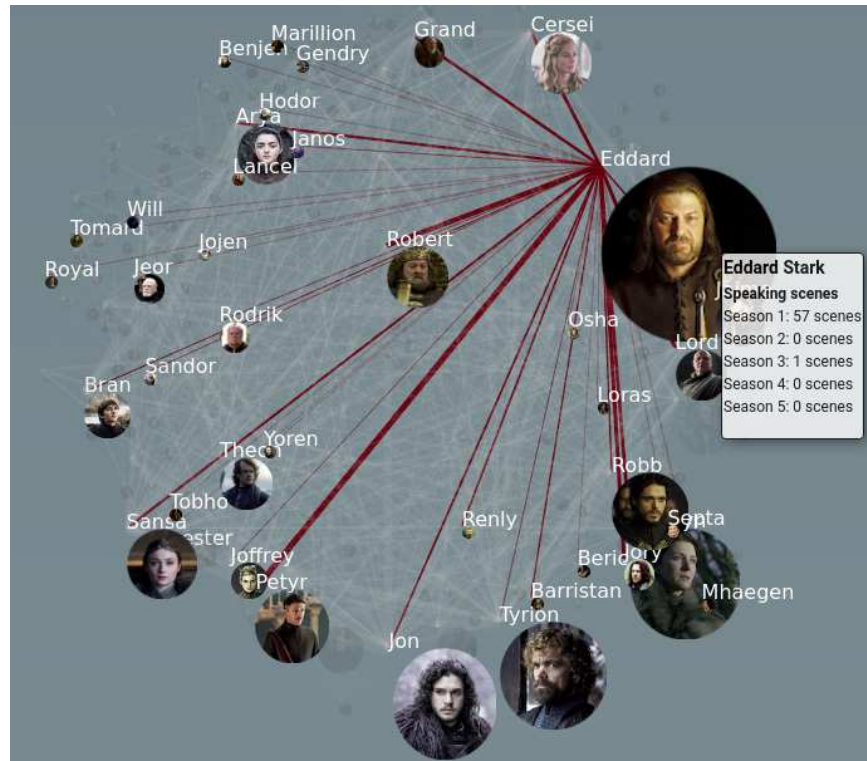 Cersei
Grand
Marillion
Benjen
Gendry
Hodor
Arya
Janos
Eddard
Lancel
Will
Tomard
Jojen
Robert
Royal
Jeor
Eddard Stark
Speaking scenes
Season 1: 57 scenes
Season 2: 0 scenes
Season 3: 1 scenes
Season 4: 0 scenes
Season 5: 0 scenes
Rodrik
Osha
Lord
Sandor
Bran
Loras
Yoren
Theon
Robb
Tobho
Sansa
Renly
Septa
ester
Joffrey
Petyr
Beric
Jory
Barristan
Mhaegen
Tyrion
Jon